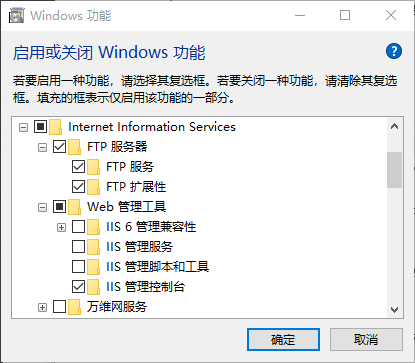 Windows 功能
启用或关闭 Windows 功能
若要启用一种功能，请选择其复选框。若要关闭一种功能，请清除其复选
框。填充的框表示仅启用该功能的一部分。
Internet Information Services
FTP 服务器
FTP 服务
FTP 扩展性
Web 管理工具
IIS 6 管理兼容性
IIS 管理服务
IIS 管理脚本和工具
IIS 管理控制台
万维网服务
确定
取消